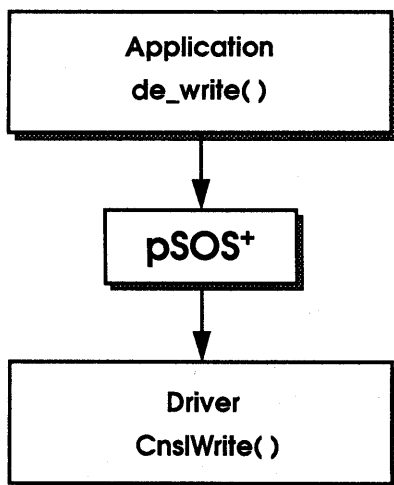 Application
de_write( )
pSOS+
Driver
CnslWrite( )